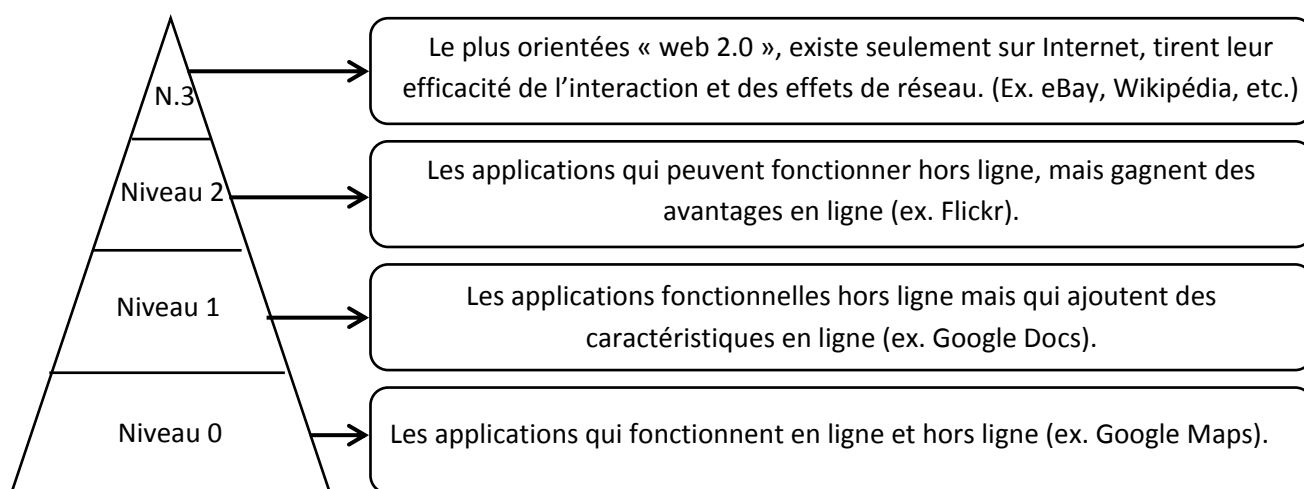 Le plus orientées « web 2.0 », existe seulement sur Internet, tirent leur
efficacité de l'interaction et des effets de réseau. (Ex. eBay, Wikipédia, etc.)
N.3
Les applications qui peuvent fonctionner hors ligne, mais gagnent des
avantages en ligne (ex. Flickr).
Niveau 2
Les applications fonctionnelles hors ligne mais qui ajoutent des
caractéristiques en ligne (ex. Google Docs).
Niveau 1
Niveau 0
Les applications qui fonctionnent en ligne et hors ligne (ex. Google Maps).